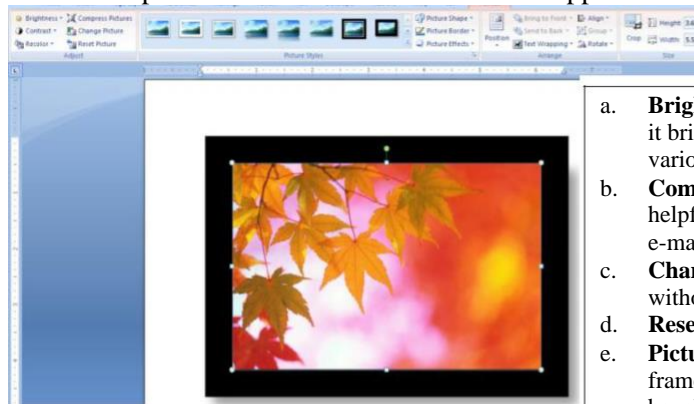 Brightness Compress Pictures Picture Shape Bring to Front Align Height:
Contrast Change Picture Picture Border Send to Back Group Width:
Recolor Reset Picture Picture Effects Position Text Wrapping Rotate Crop
Adjust Picture Styles Arrange Size
a. Brig
it bri
vario
b. Com
helpf
e-ma
c. Char
witho
d. Rese
e. Pictu
frame